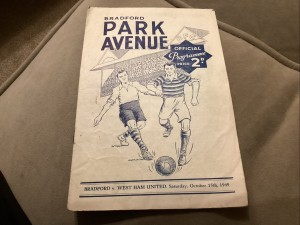 BRADFORD
PARK
AVENUE
OFFICIAL
Programme
PRICE 2D
BRADFORD v. WEST HAM UNITED. Saturday, October 15th, 1949